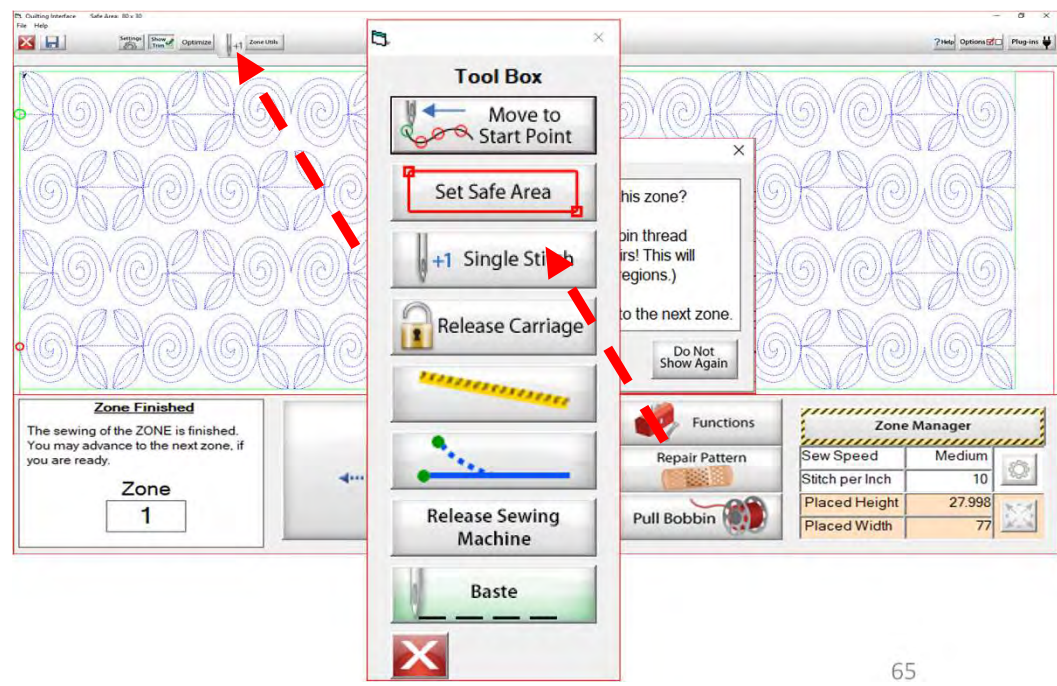 Quilting Interface Safe Area 80 x 30
File Help
Settings Show Trim Optimize +1 Zone Utils
?Help Options Plug-ins
Tool Box
Move to
Start Point
Set Safe Area
+1 Single Stitch
Release Carriage
Release Sewing
Machine
Baste
his zone?
bin thread
irs! This will
regions.)
to the next zone.
Do Not
Show Again
Zone Finished
The sewing of the ZONE is finished.
You may advance to the next zone, if
you are ready.
Zone
1
Functions
Repair Pattern
Pull Bobbin
Zone Manager
Sew Speed Medium
Stitch per Inch 10
Placed Height 27.998
Placed Width 77
65